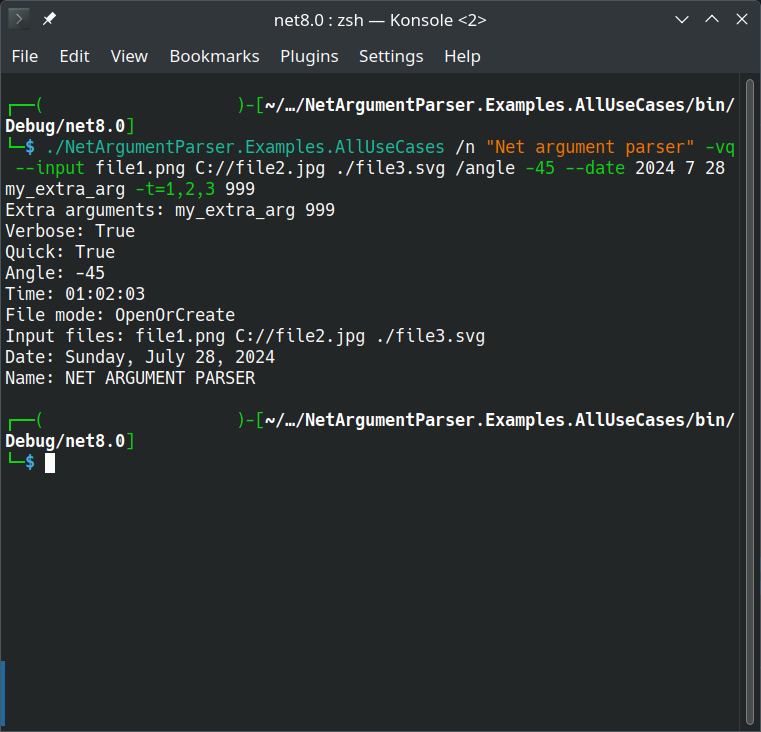 net8.0 : zsh — Konsole <2>
File Edit View Bookmarks Plugins Settings Help
┌──( )-[~/…/NetArgumentParser.Examples.AllUseCases/bin/
Debug/net8.0]
└─$ ./NetArgumentParser.Examples.AllUseCases /n "Net argument parser" -vq
--input file1.png C://file2.jpg ./file3.svg /angle -45 --date 2024 7 28
my_extra_arg -t=1,2,3 999
Extra arguments: my_extra_arg 999
Verbose: True
Quick: True
Angle: -45
Time: 01:02:03
File mode: OpenOrCreate
Input files: file1.png C://file2.jpg ./file3.svg
Date: Sunday, July 28, 2024
Name: NET ARGUMENT PARSER
┌──( )-[~/…/NetArgumentParser.Examples.AllUseCases/bin/
Debug/net8.0]
└─$